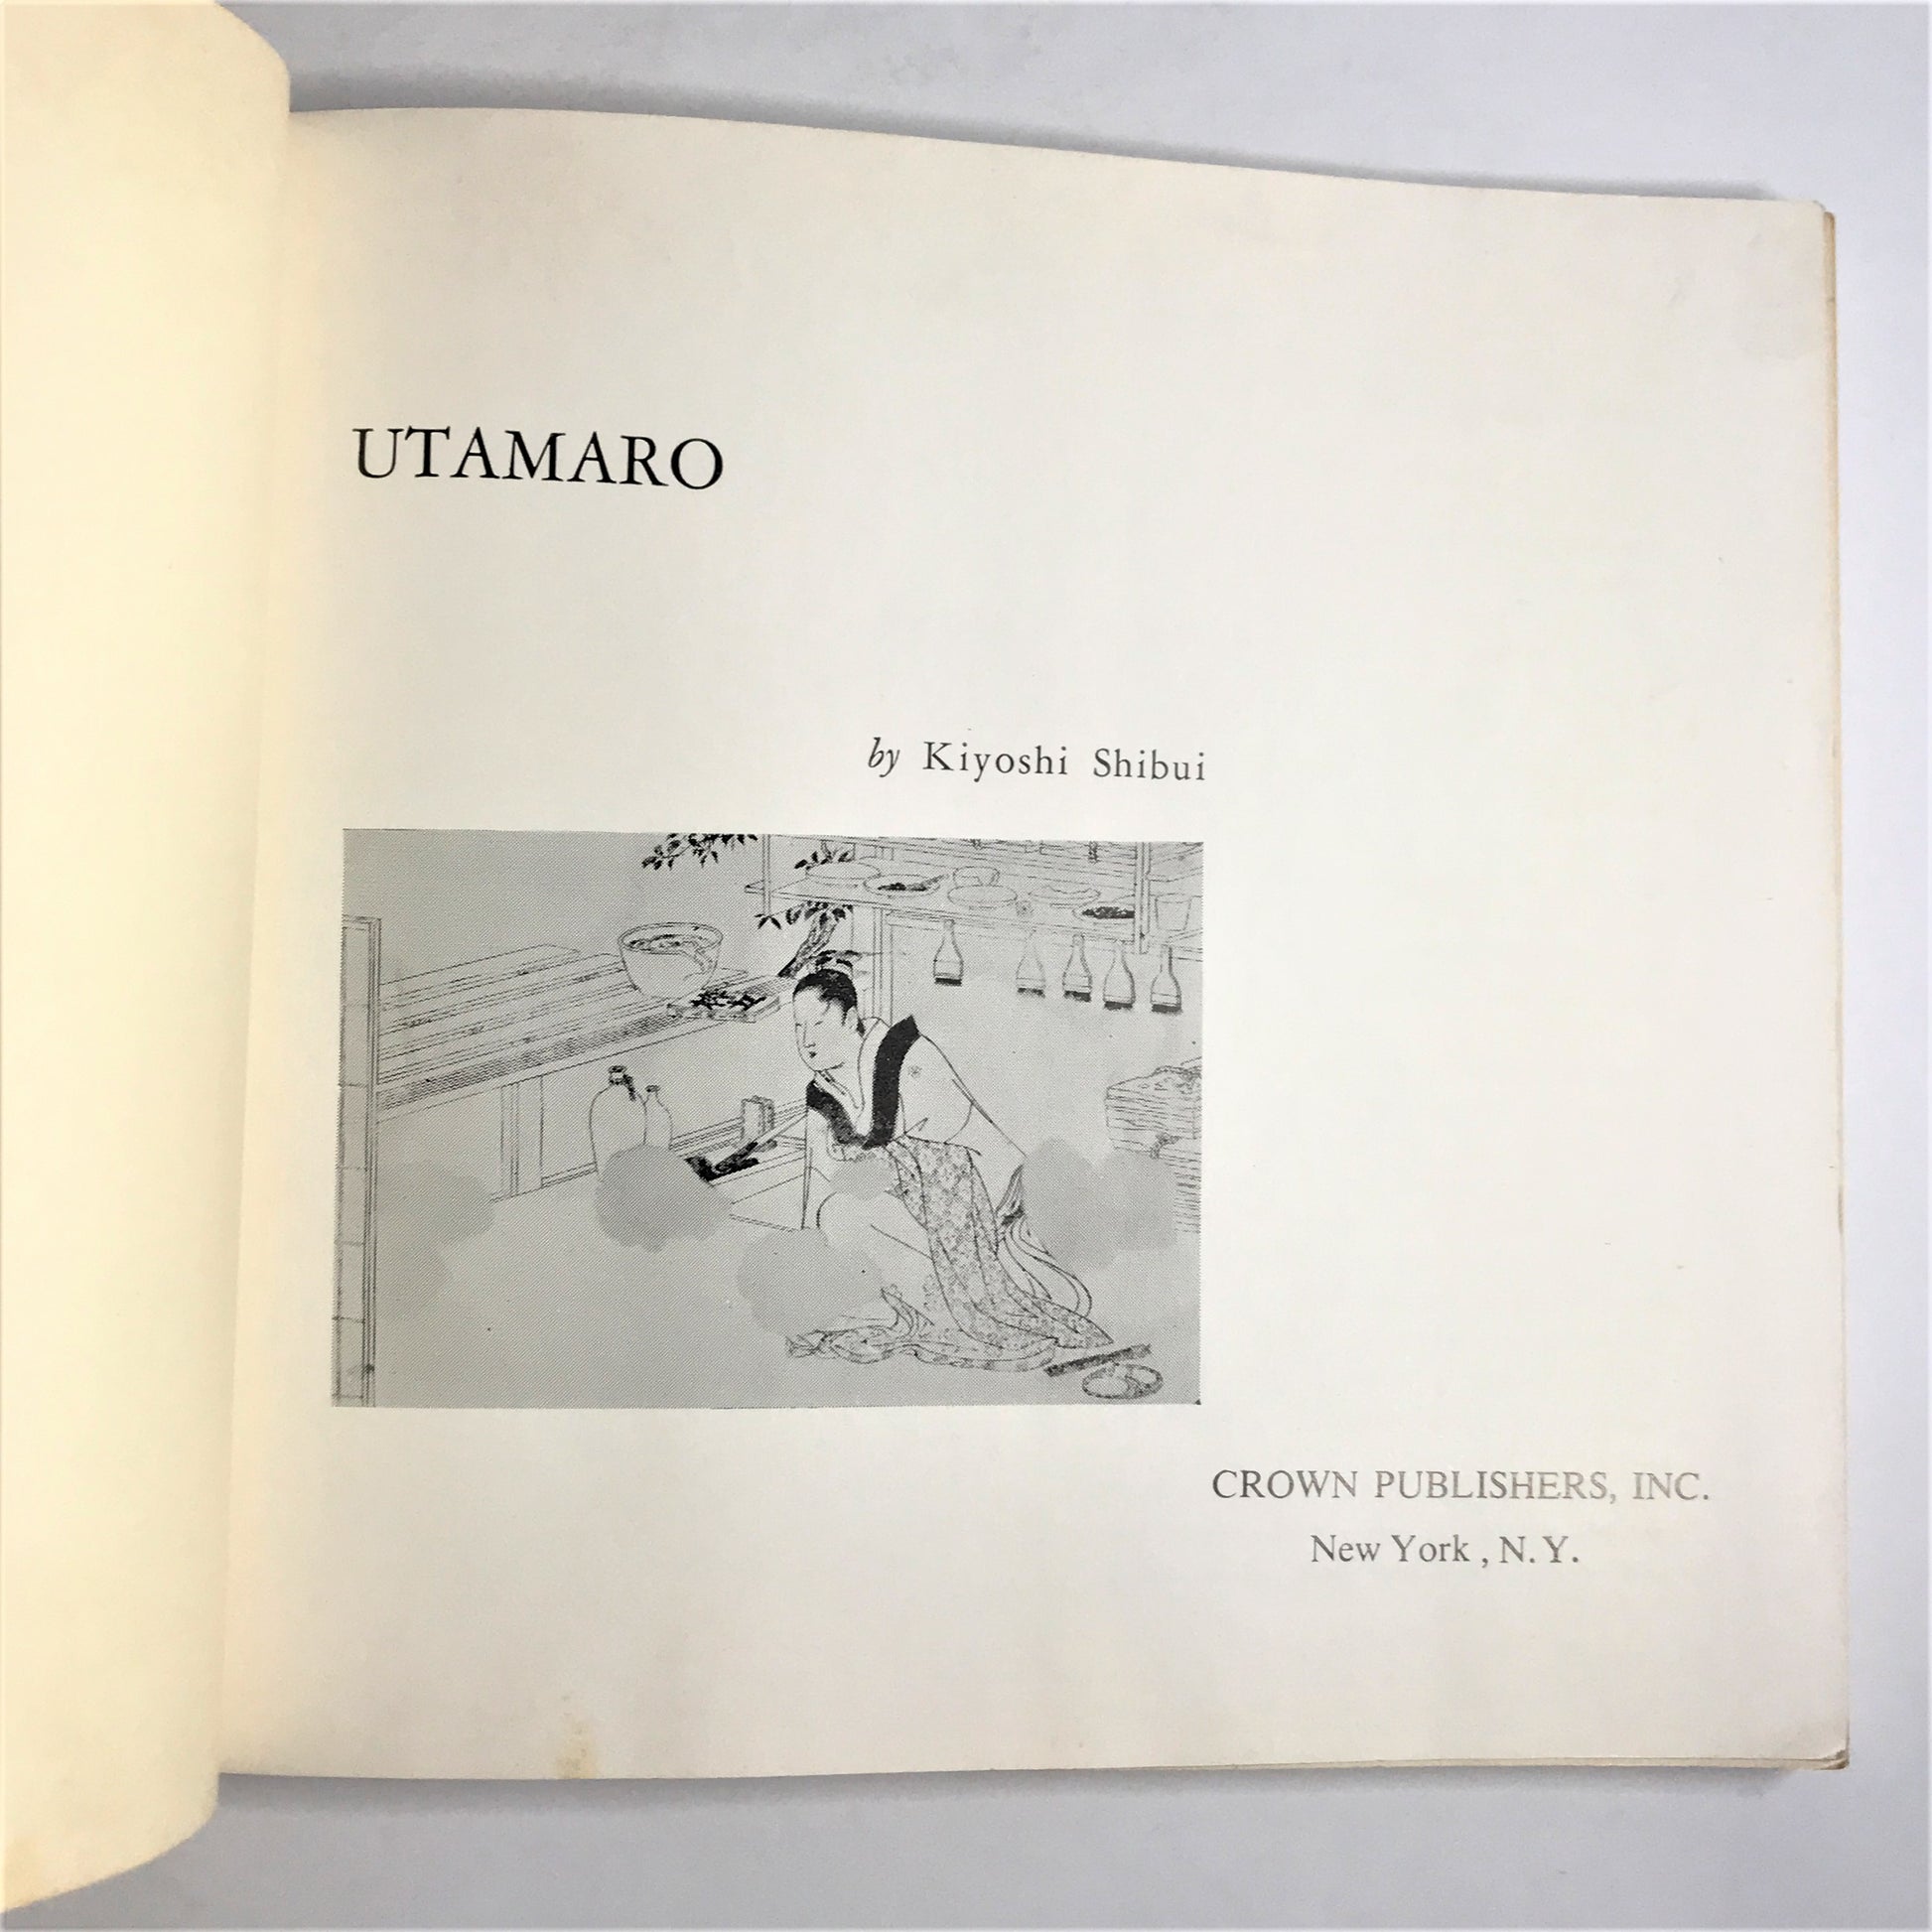 UTAMARO
by Kiyoshi Shibui
CROWN PUBLISHERS, INC.
New York, N.Y.